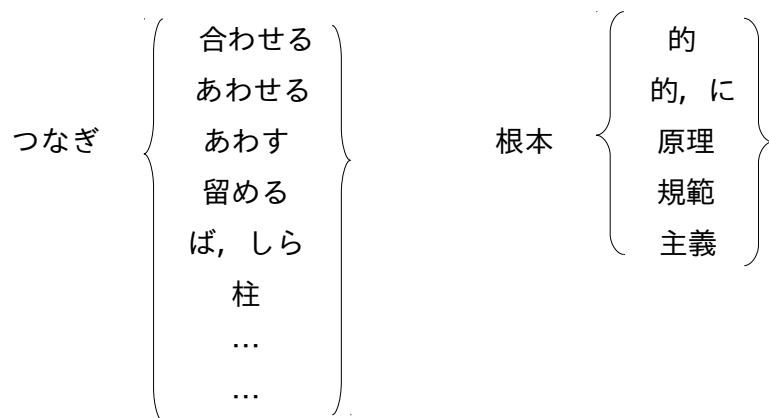 つなぎ
合わせる
あわせる
あわす
留める
ば, しら
柱
…
…
根本
的
的, に
原理
規範
主義